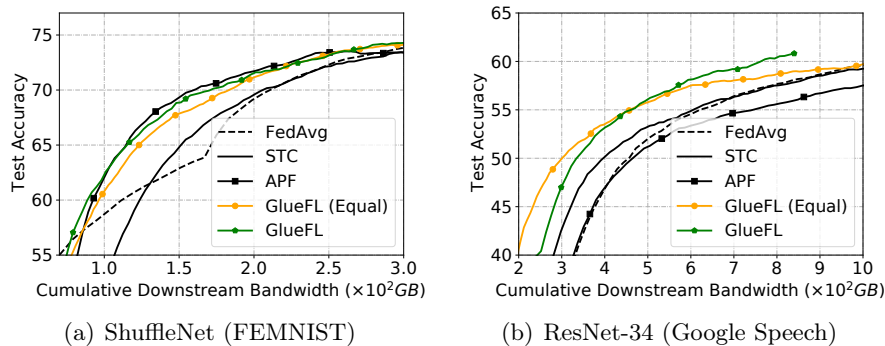 Test Accuracy
75
70
65
60
55
FedAvg
STC
APF
GlueFL (Equal)
GlueFL
1.0 1.5 2.0 2.5 3.0
Cumulative Downstream Bandwidth (×10²GB)
(a) ShuffleNet (FEMNIST)
Test Accuracy
65
60
55
50
45
40
FedAvg
STC
APF
GlueFL (Equal)
GlueFL
2 3 4 5 6 7 8 9 10
Cumulative Downstream Bandwidth (×10²GB)
(b) ResNet-34 (Google Speech)